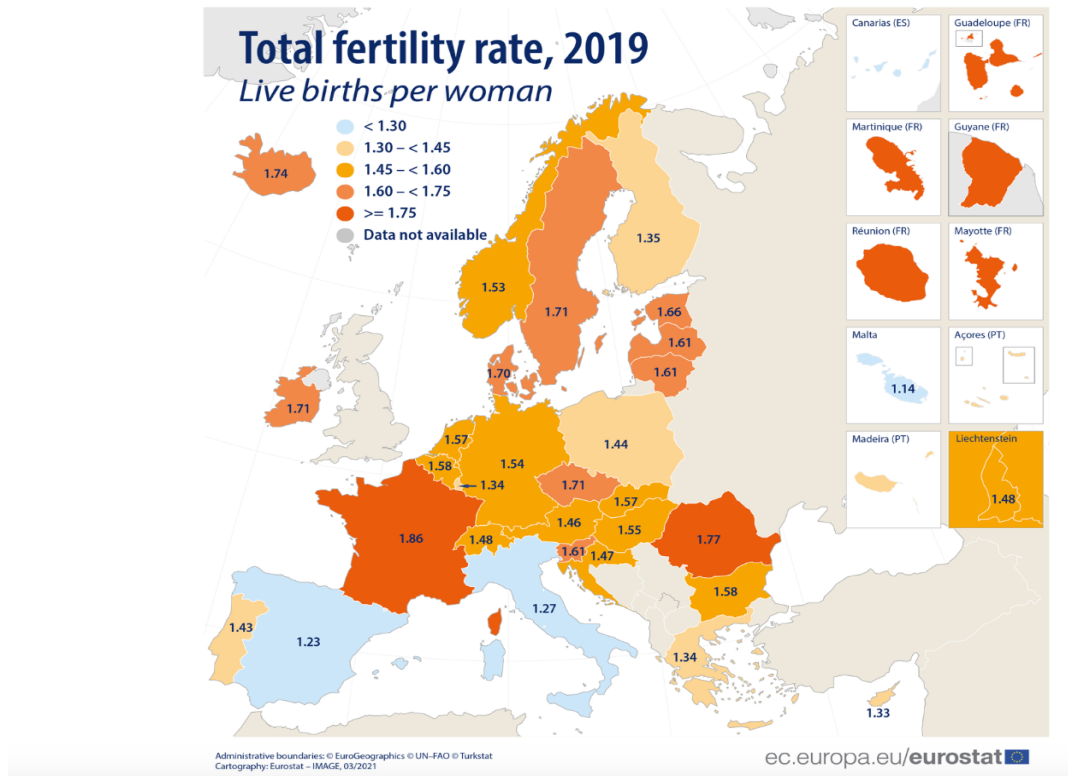 Total fertility rate, 2019
Live births per woman
< 1.30
1.30 – < 1.45
1.45 – < 1.60
1.60 – < 1.75
>= 1.75
Data not available
Canarias (ES)
Guadeloupe (FR)
Martinique (FR)
Guyane (FR)
Réunion (FR)
Mayotte (FR)
Malta
1.14
Açores (PT)
Madeira (PT)
Liechtenstein
1.48
1.74
1.35
1.53
1.71
1.66
1.61
1.61
1.70
1.71
1.57
1.58
1.54
1.44
1.34
1.71
1.57
1.46
1.55
1.86
1.48
1.61
1.47
1.77
1.58
1.27
1.43
1.23
1.34
1.33
Administrative boundaries: © EuroGeographics © UN–FAO © Turkstat
Cartography: Eurostat – IMAGE, 03/2021
ec.europa.eu/eurostat